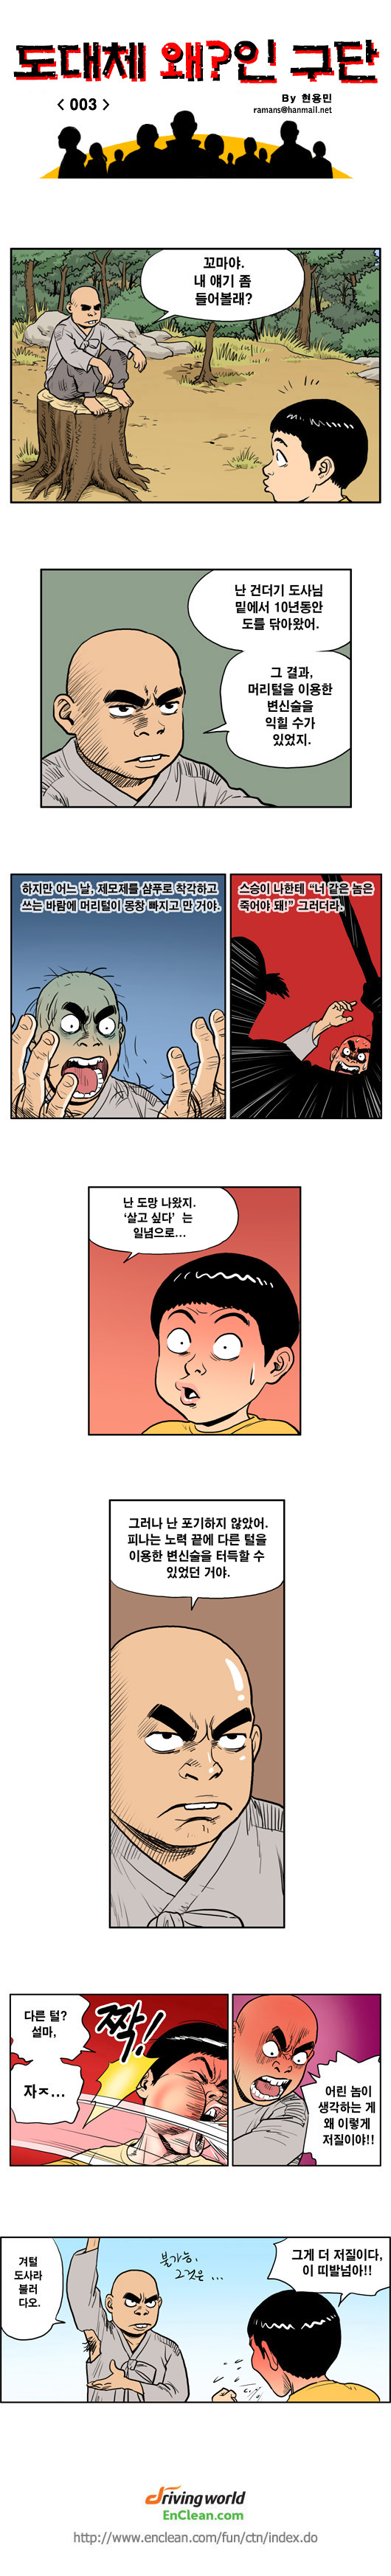 도대체 왜?인 구단
< 003 >
By 현용민
ramans@hanmail.net
꼬마야.
내 얘기 좀
들어볼래?
난 건더기 도사님
밑에서 10년동안
도를 닦아왔어.
그 결과,
머리털을 이용한
변신술을
익힐 수가
있었지.
하지만 어느 날, 제모제를 샴푸로 착각하고
쓰는 바람에 머리털이 몽창 빠지고 만 거야.
스승이 나한테 “너 같은 놈은
죽어야 돼!” 그러더라.
난 도망 나왔지.
‘살고 싶다’ 는
일념으로...
그러나 난 포기하지 않았어.
피나는 노력 끝에 다른 털을
이용한 변신술을 터득할 수
있었던 거야.
다른 털?
설마,
자ㅈ...
짝!
어린 놈이
생각하는 게
왜 이렇게
저질이야!!
겨털
도사라
불러
다오.
불가능,
그것은 ...
그게 더 저질이다,
이 띠발넘아!!
driving world
EnClean.com
http://www.enclean.com/fun/ctn/index.do